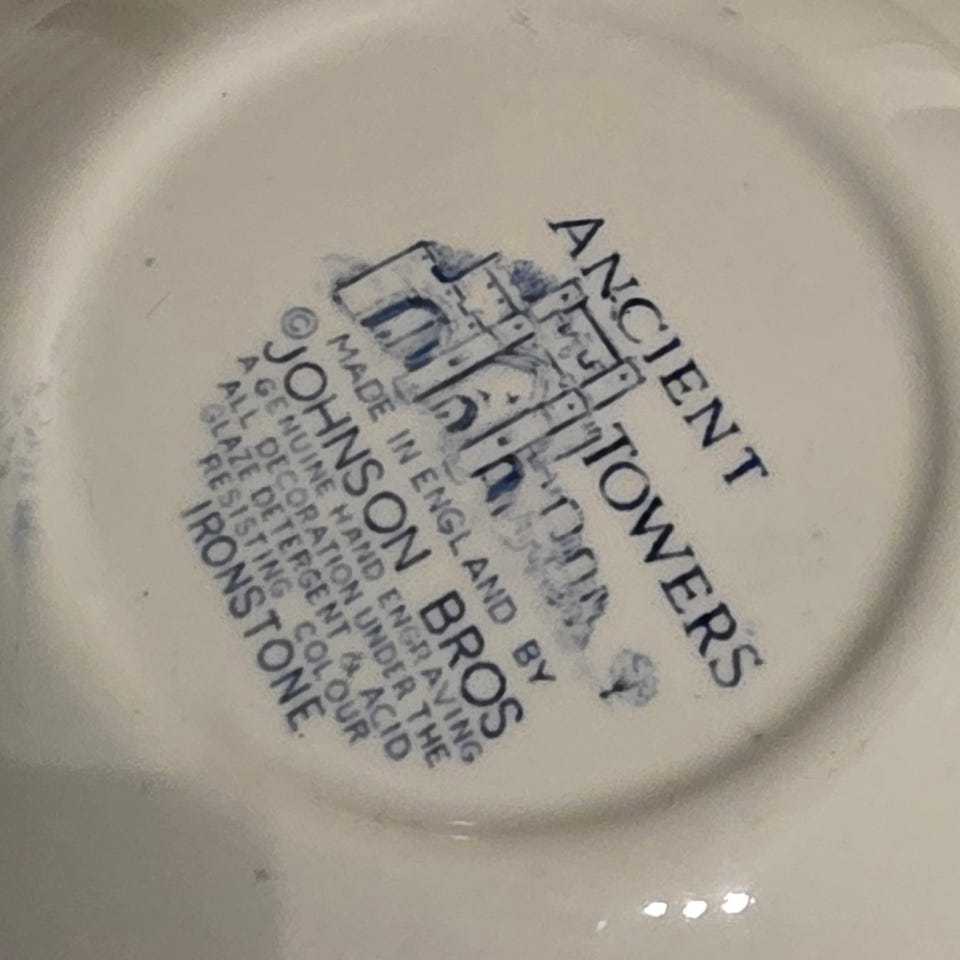 ANCIENT
TOWERS
MADE IN ENGLAND BY
© JOHNSON BROS
A GENUINE HAND ENGRAVING
ALL DECORATION UNDER THE
GLAZE DETERGENT & ACID
RESISTING COLOUR
IRONSTONE.